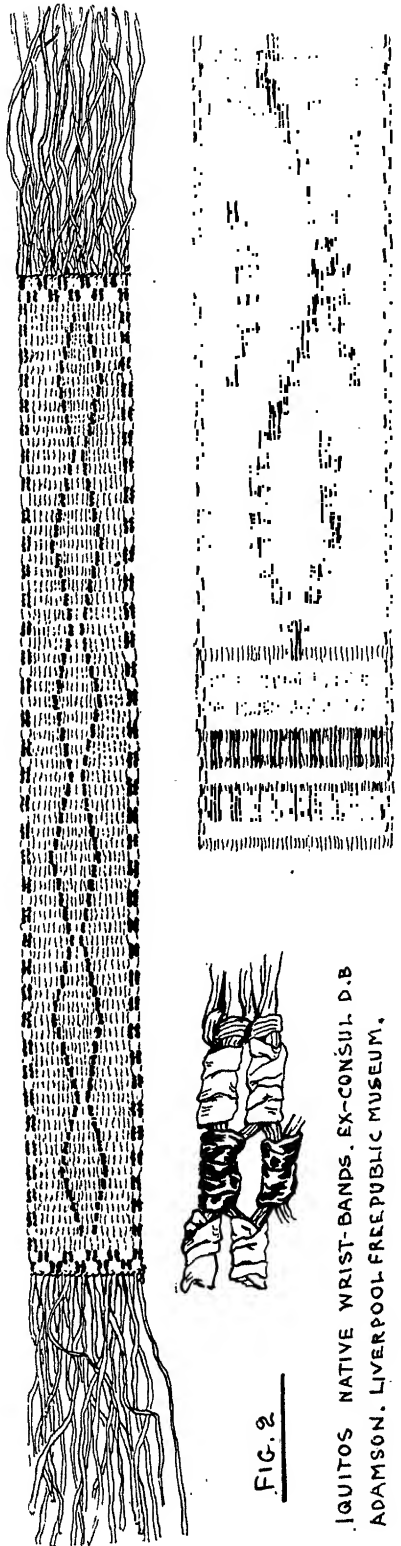 FIG. 2
IQUITOS NATIVE WRIST-BANDS. EX-CONSUL D.B
ADAMSON. LIVERPOOL FREE PUBLIC MUSEUM.